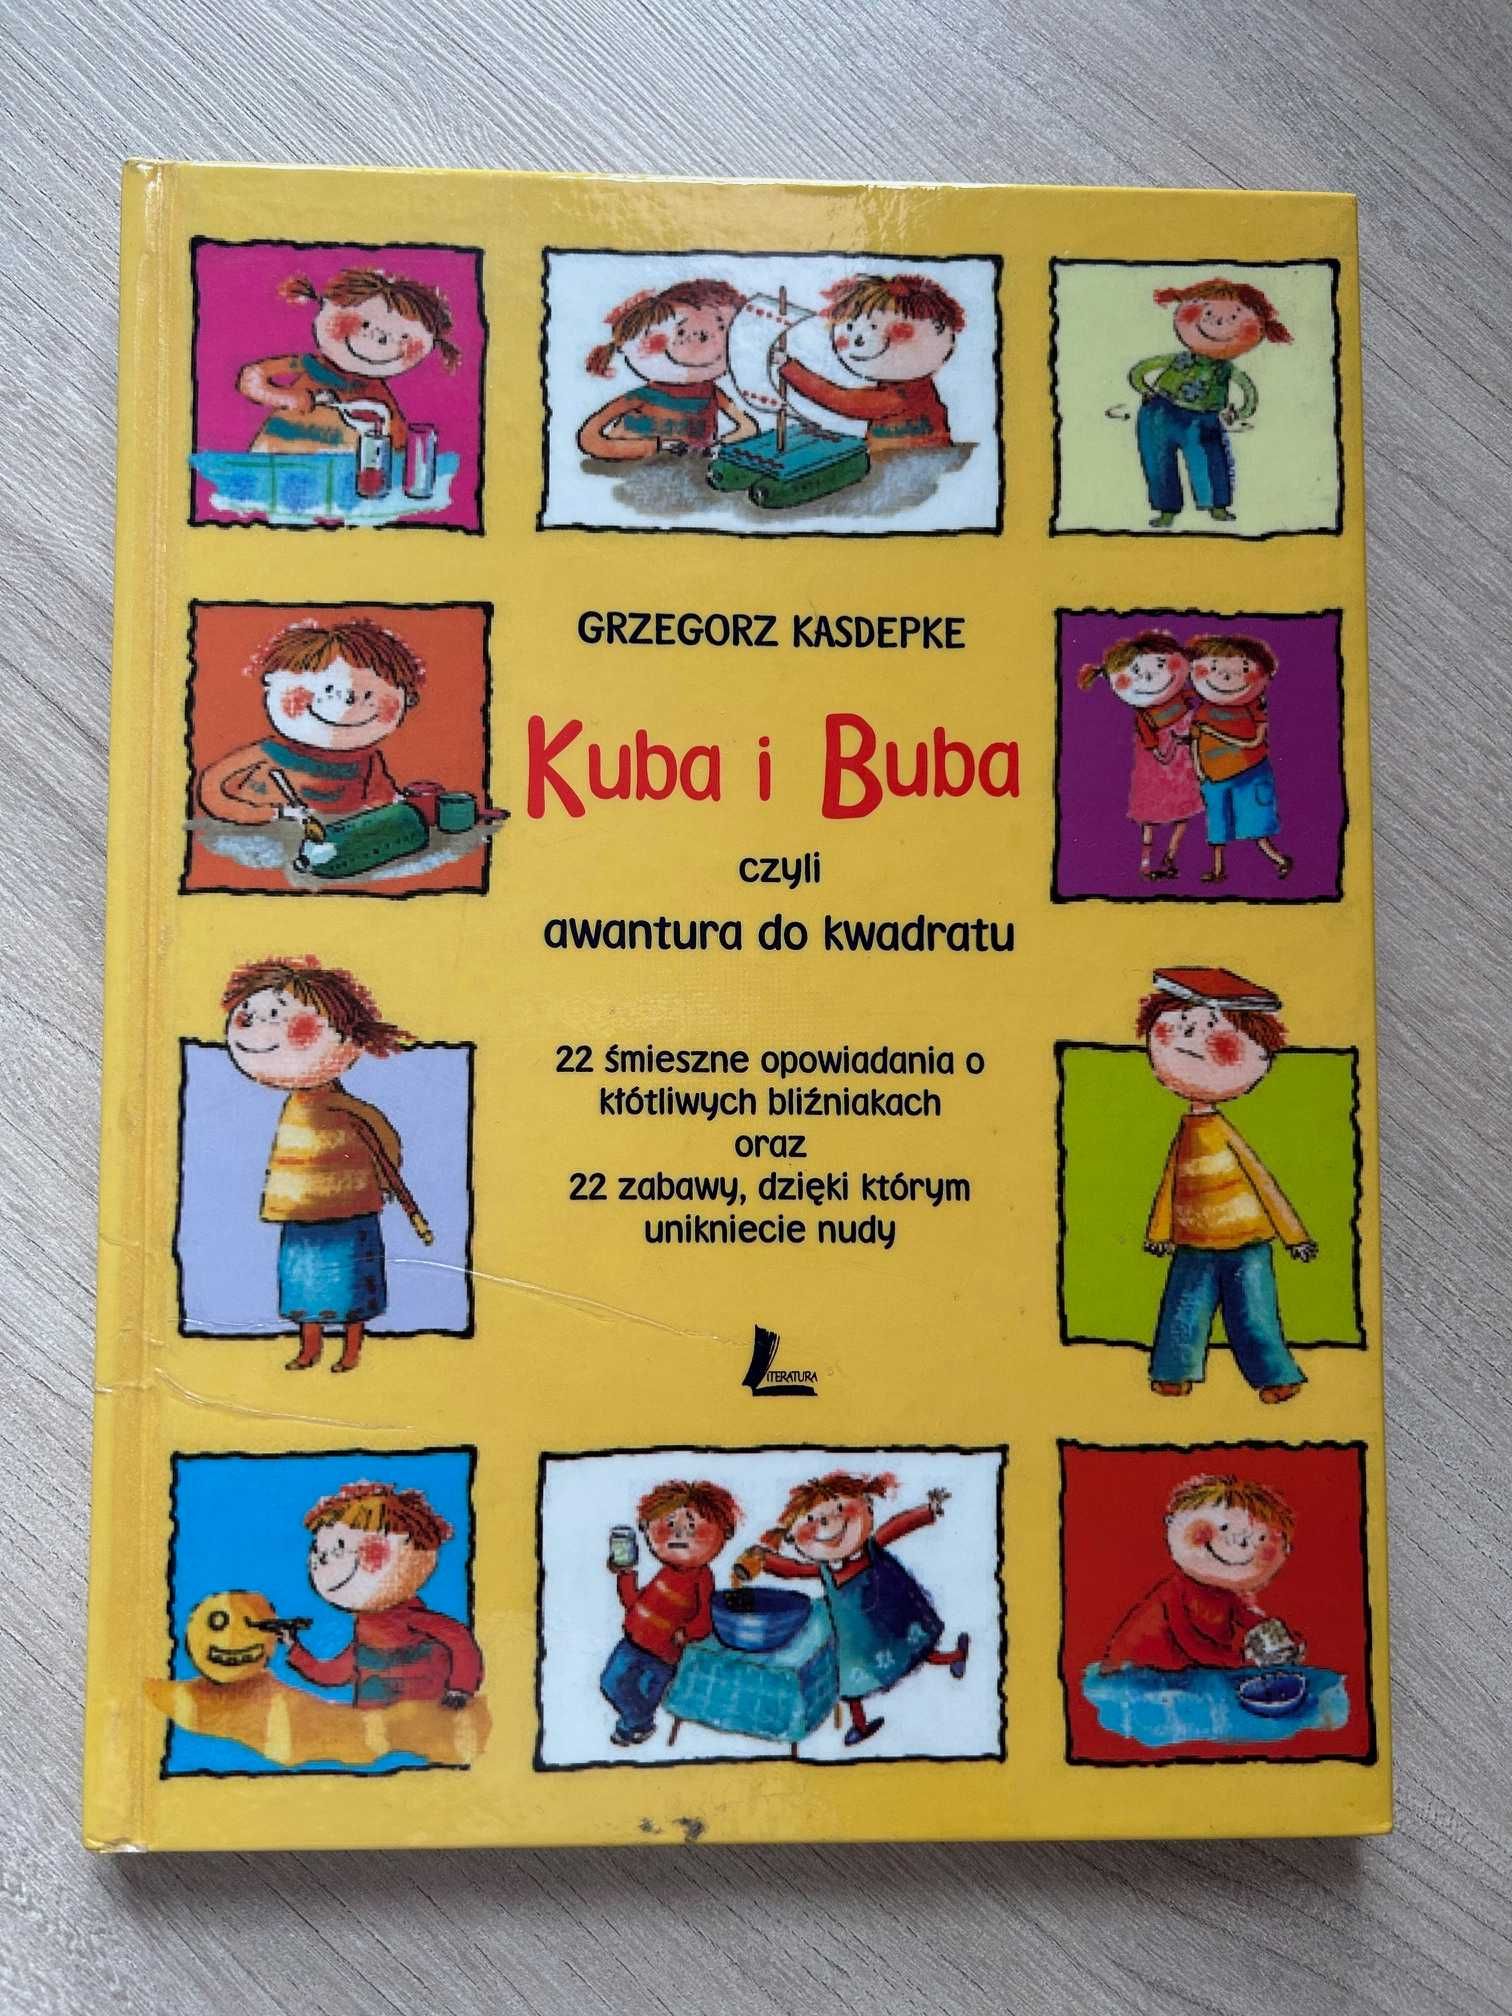 GRZEGORZ KASDEPKE
Kuba i Buba
czyli
awantura do kwadratu
22 śmieszne opowiadania o
kłótliwych bliźniakach
oraz
22 zabawy, dzięki którym
unikniecie nudy
LITERATURA